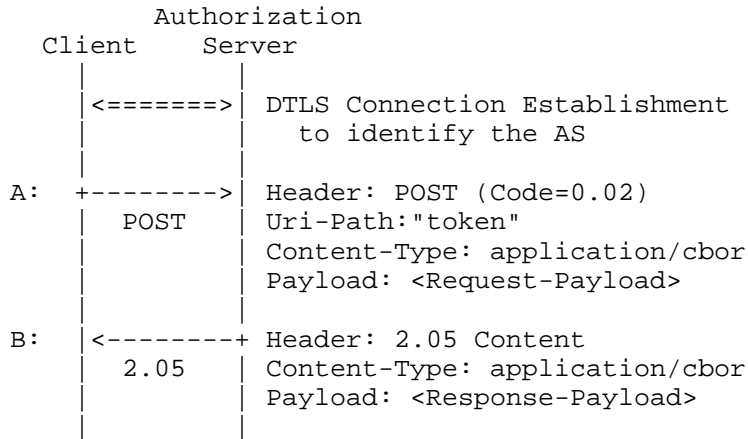 Authorization
Client Server
<=======> DTLS Connection Establishment
to identify the AS
A: +--------> Header: POST (Code=0.02)
POST Uri-Path:"token"
Content-Type: application/cbor
Payload: <Request-Payload>
B: <--------+ Header: 2.05 Content
2.05 Content-Type: application/cbor
Payload: <Response-Payload>